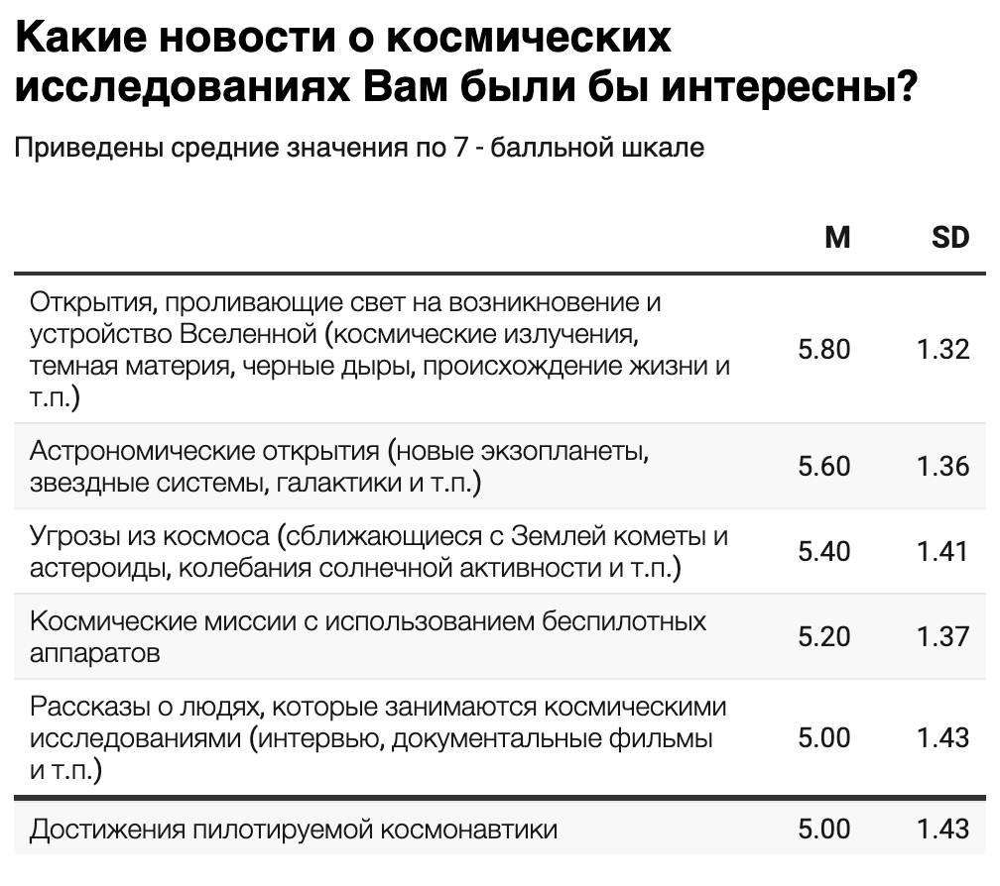 Какие новости о космических
исследованиях Вам были бы интересны?
Приведены средние значения по 7 - балльной шкале
M SD
Открытия, проливающие свет на возникновение и
устройство Вселенной (космические излучения,
темная материя, черные дыры, происхождение жизни и
т.п.)
5.80 1.32
Астрономические открытия (новые экзопланеты,
звездные системы, галактики и т.п.)
5.60 1.36
Угрозы из космоса (сближающиеся с Землей кометы и
астероиды, колебания солнечной активности и т.п.)
5.40 1.41
Космические миссии с использованием беспилотных
аппаратов
5.20 1.37
Рассказы о людях, которые занимаются космическими
исследованиями (интервью, документальные фильмы
и т.п.)
5.00 1.43
Достижения пилотируемой космонавтики 5.00 1.43